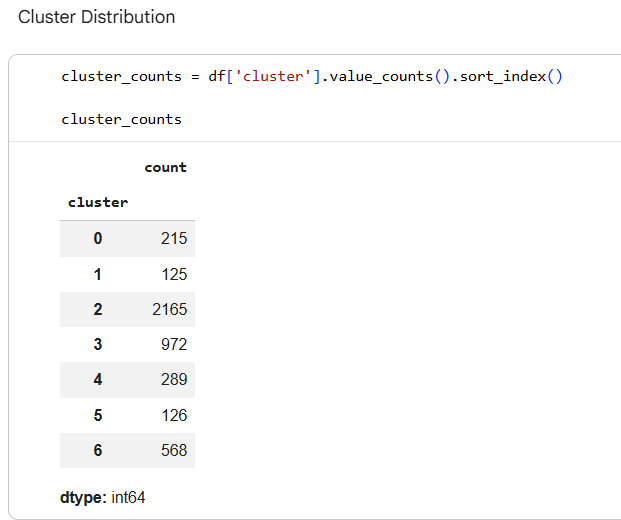 Cluster Distribution
cluster_counts = df['cluster'].value_counts().sort_index()
cluster_counts
count
cluster
0 215
1 125
2 2165
3 972
4 289
5 126
6 568
dtype: int64